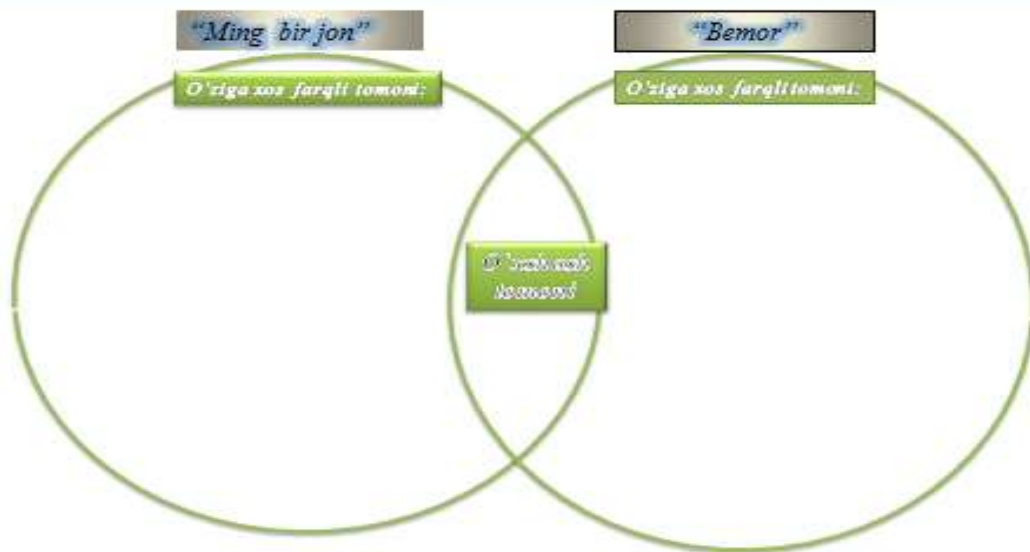 “Ming bir jon”
“Bemor”
O'ziga xos farqli tomoni:
O'ziga xos farqli tomoni:
O'xshash
tomoni